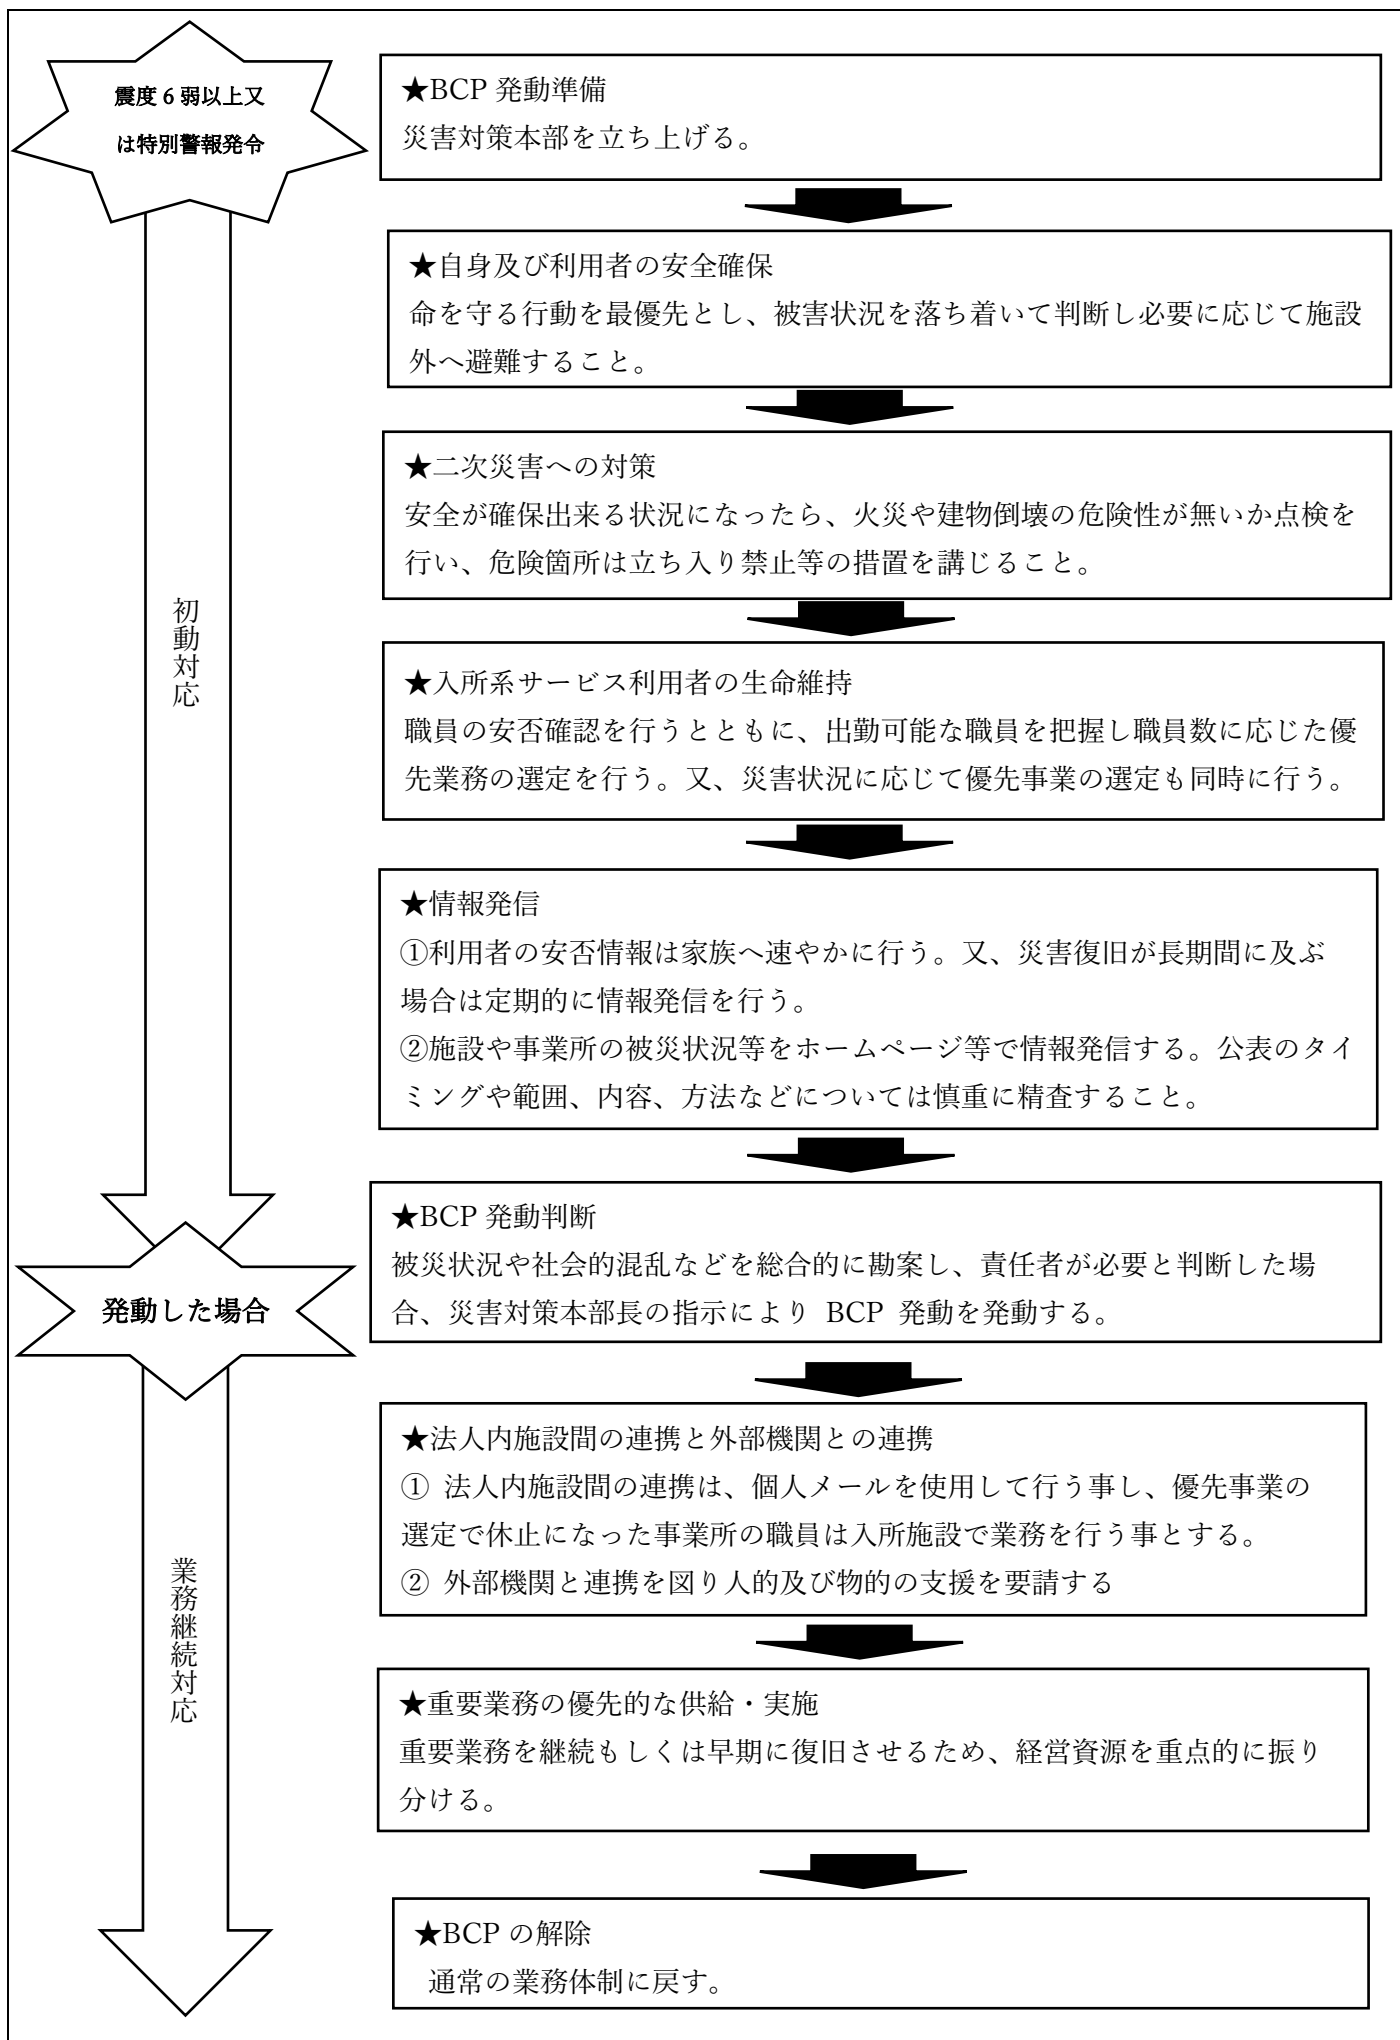 震度 6 弱以上又
は特別警報発令
★BCP 発動準備
災害対策本部を立ち上げる。
★自身及び利用者の安全確保
命を守る行動を最優先とし、被害状況を落ち着いて判断し必要に応じて施設
外へ避難すること。
★二次災害への対策
安全が確保出来る状況になったら、火災や建物倒壊の危険性が無いか点検を
行い、危険箇所は立ち入り禁止等の措置を講じること。
初動対応
★入所系サービス利用者の生命維持
職員の安否確認を行うとともに、出勤可能な職員を把握し職員数に応じた優
先業務の選定を行う。又、災害状況に応じて優先事業の選定も同時に行う。
★情報発信
①利用者の安否情報は家族へ速やかに行う。又、災害復旧が長期間に及ぶ
場合は定期的に情報発信を行う。
②施設や事業所の被災状況等をホームページ等で情報発信する。公表のタイ
ミングや範囲、内容、方法などについては慎重に精査すること。
★BCP 発動判断
被災状況や社会的混乱などを総合的に勘案し、責任者が必要と判断した場
合、災害対策本部長の指示により BCP 発動を発動する。
発動した場合
★法人内施設間の連携と外部機関との連携
① 法人内施設間の連携は、個人メールを使用して行う事し、優先事業の
選定で休止になった事業所の職員は入所施設で業務を行う事とする。
② 外部機関と連携を図り人的及び物的の支援を要請する
業務継続対応
★重要業務の優先的な供給・実施
重要業務を継続もしくは早期に復旧させるため、経営資源を重点的に振り
分ける。
★BCP の解除
通常の業務体制に戻す。